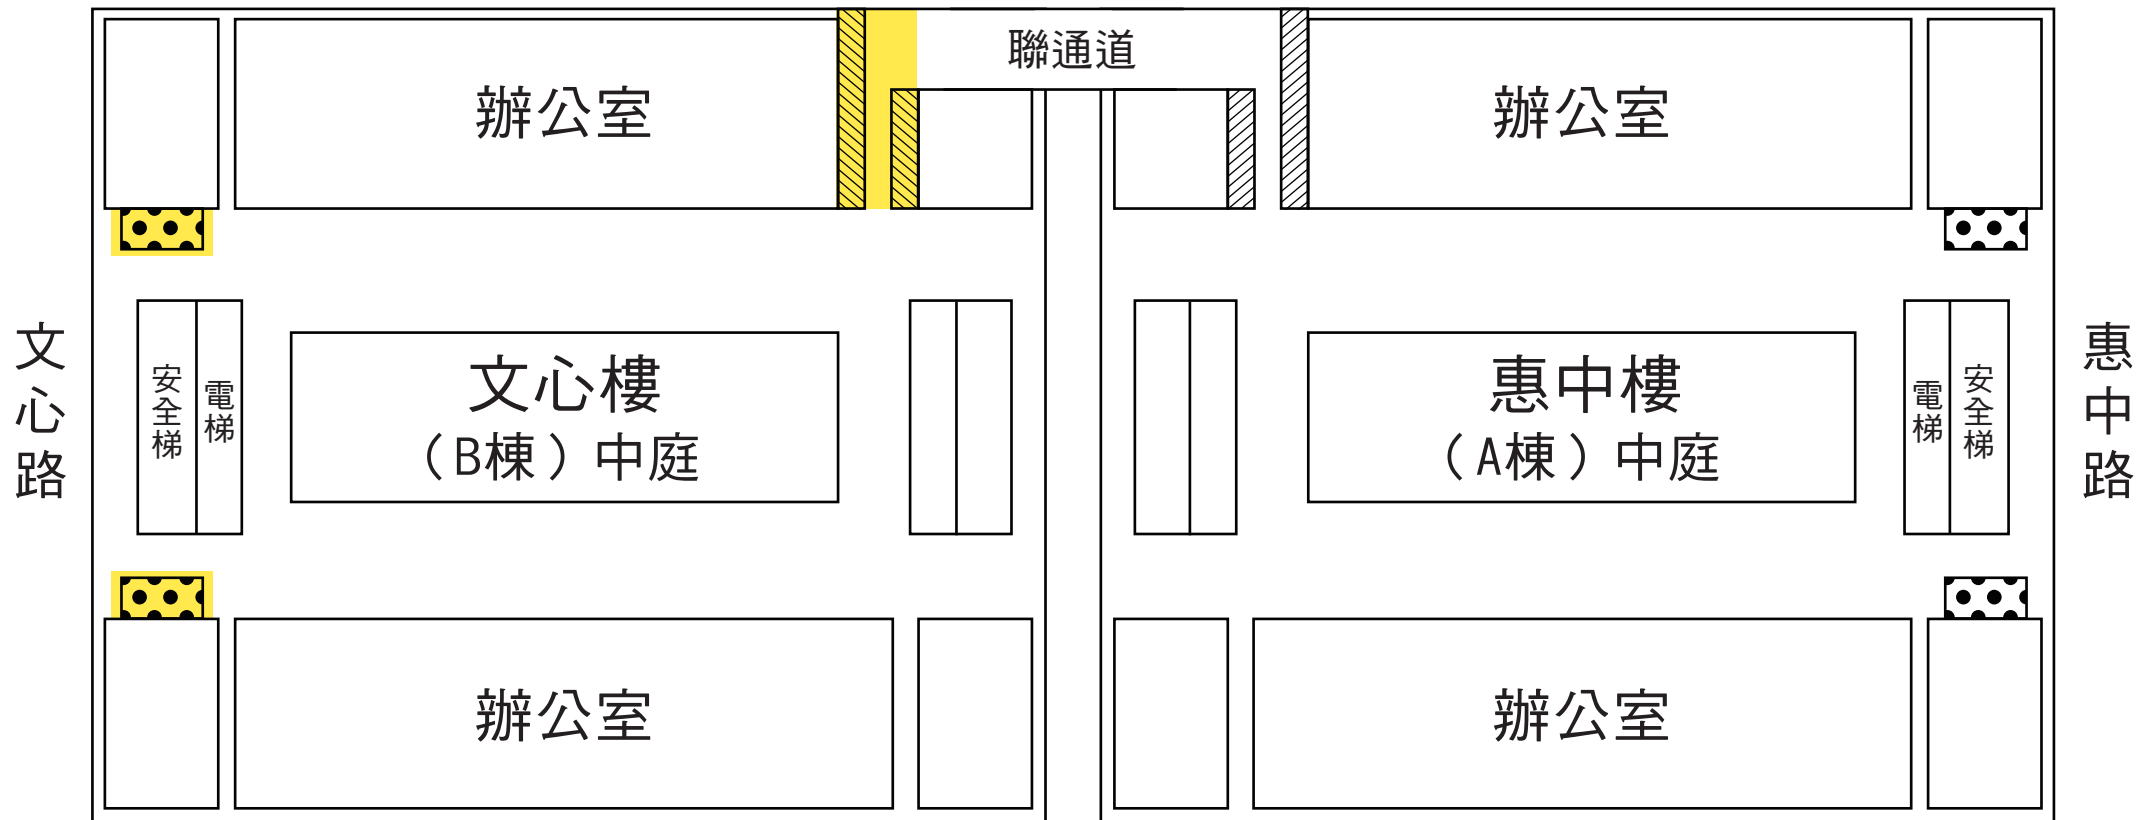 聯通道
辦公室
辦公室
文心路
安全梯
電梯
文心樓
（B棟）中庭
惠中樓
（A棟）中庭
電梯
安全梯
惠中路
辦公室
辦公室